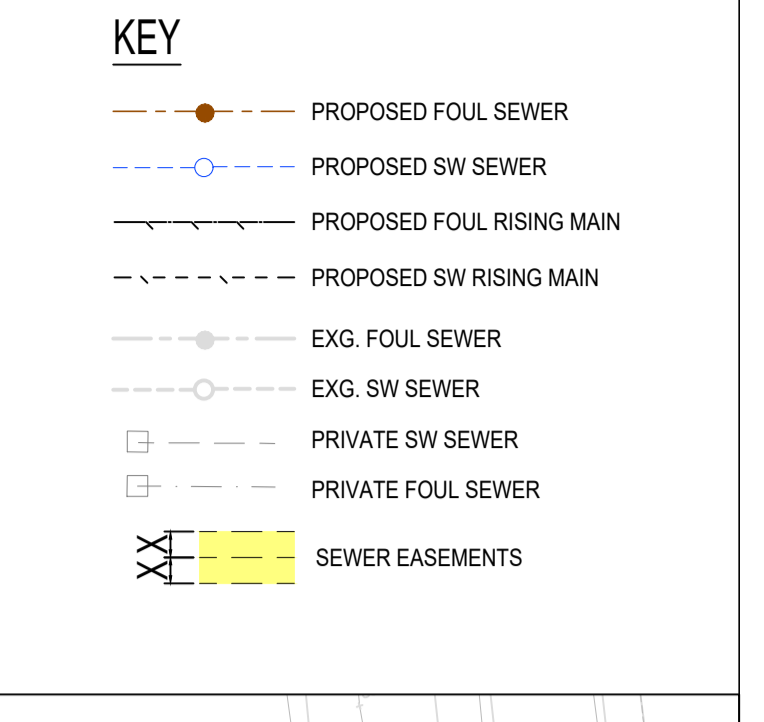 KEY
PROPOSED FOUL SEWER
PROPOSED SW SEWER
PROPOSED FOUL RISING MAIN
PROPOSED SW RISING MAIN
EXG. FOUL SEWER
EXG. SW SEWER
PRIVATE SW SEWER
PRIVATE FOUL SEWER
X
X
SEWER EASEMENTS